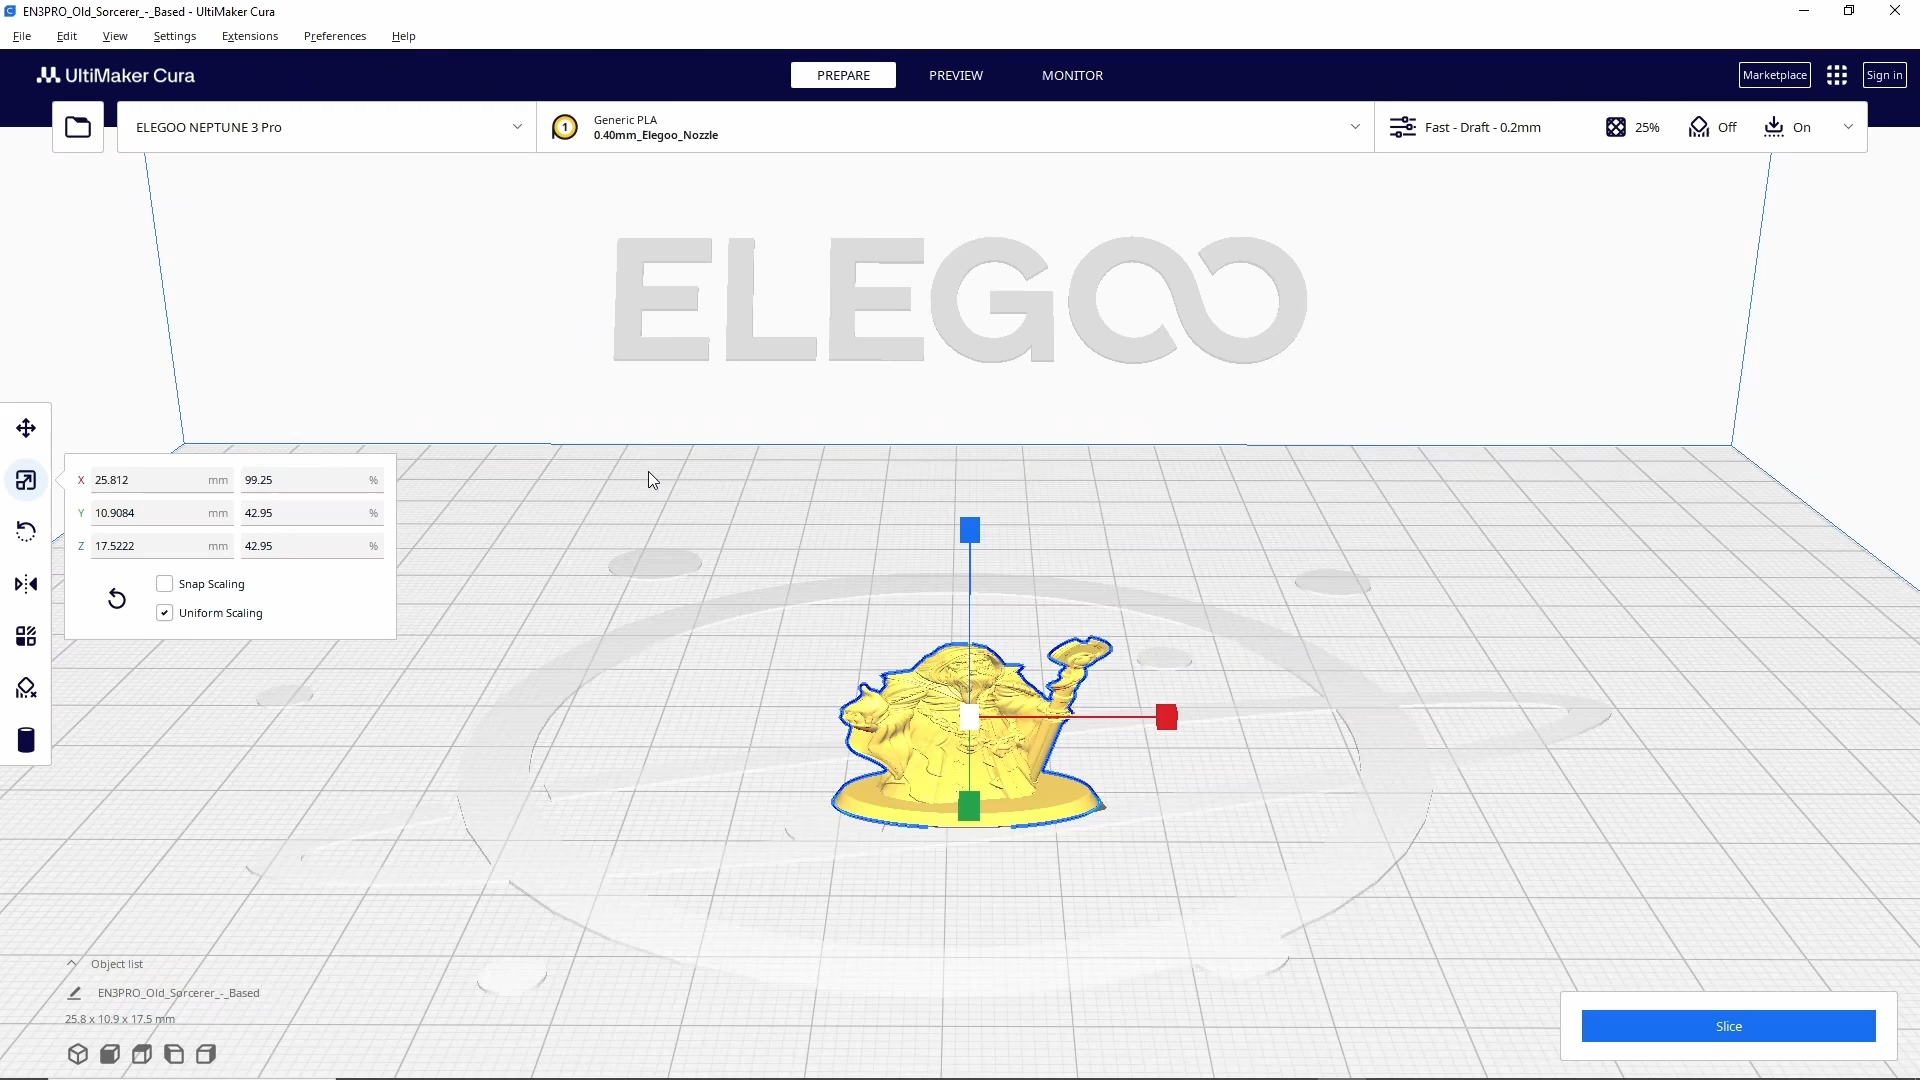 EN3PRO_Old_Sorcerer_-_Based - UltiMaker Cura
File Edit View Settings Extensions Preferences Help
UltiMaker Cura PREPARE PREVIEW MONITOR Marketplace Sign in
ELEGOO NEPTUNE 3 Pro
1 Generic PLA
0.40mm_Elegoo_Nozzle
Fast - Draft - 0.2mm 25% Off On
ELEGOO
X 25.812 mm 99.25 %
Y 10.9084 mm 42.95 %
Z 17.5222 mm 42.95 %
Snap Scaling
Uniform Scaling
Object list
EN3PRO_Old_Sorcerer_-_Based
25.8 x 10.9 x 17.5 mm
Slice